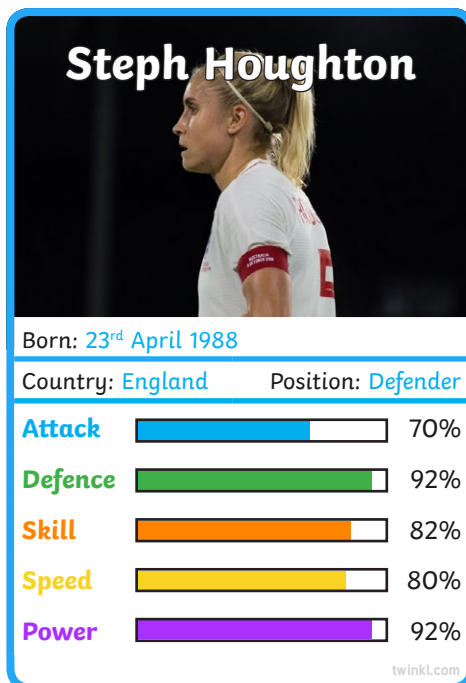 Steph Houghton
Born: 23rd April 1988
Country: England Position: Defender
Attack 70%
Defence 92%
Skill 82%
Speed 80%
Power 92%
twinkl.com